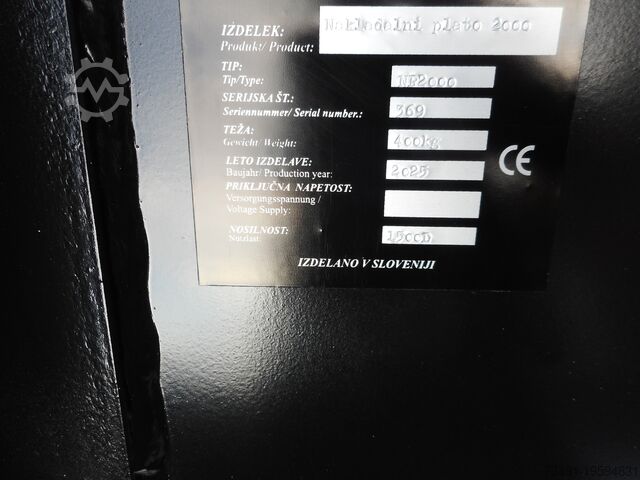 IZDELEK: Nakladalni plato 2000
Produkt/ Product:
TIP: NP2000
Tip/Type:
SERIJSKA ŠT.: 369
Seriennummer/ Serial number.:
TEŽA: 400kg
Gewicht/ Weight:
LETO IZDELAVE: 2025
Baujahr/ Production year:
PRIKLJUČNA NAPETOST:
Versorgungsspannung /
Voltage Supply:
NOSILNOST:
Nutzlast:
CE
IZDELANO V SLOVENIJI